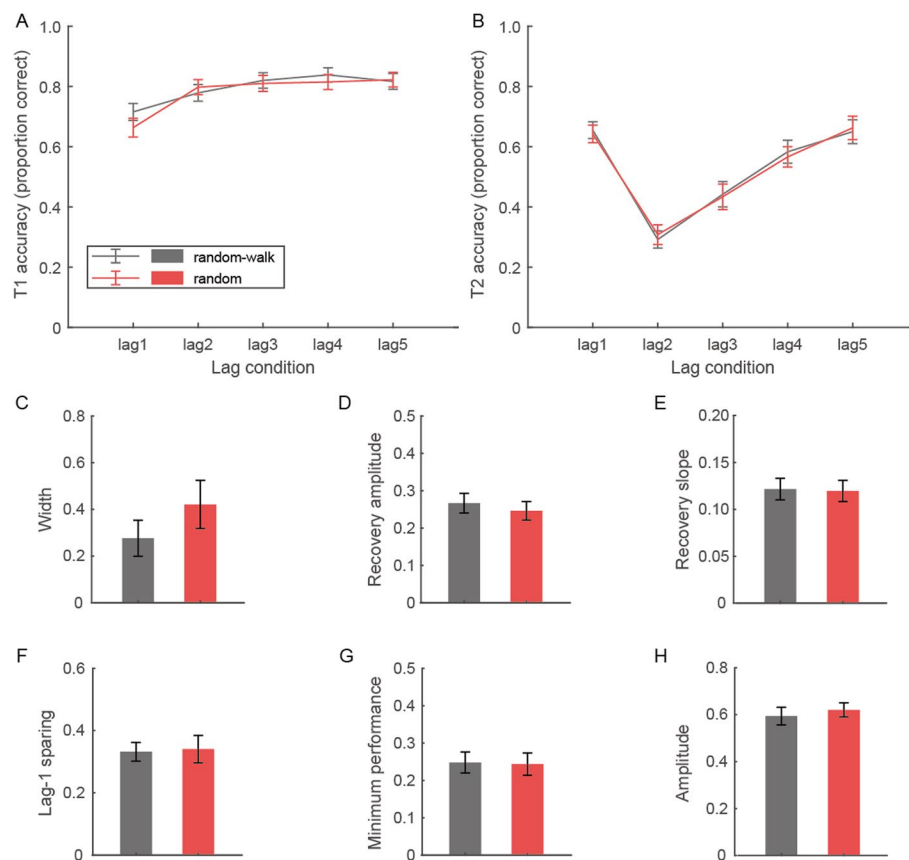 A
B
T1 accuracy (proportion correct)
1.0
0.8
0.6
0.4
0.2
0
random-walk
random
lag1 lag2 lag3 lag4 lag5
Lag condition
T2 accuracy (proportion correct)
1.0
0.8
0.6
0.4
0.2
0
lag1 lag2 lag3 lag4 lag5
Lag condition
C
Width
0.8
0.6
0.4
0.2
0
D
Recovery amplitude
0.5
0.4
0.3
0.2
0.1
0
E
Recovery slope
0.20
0.15
0.10
0.05
0
F
Lag-1 sparing
0.6
0.4
0.2
0
G
Minimum performance
0.5
0.4
0.3
0.2
0.1
0
H
Amplitude
0.8
0.6
0.4
0.2
0